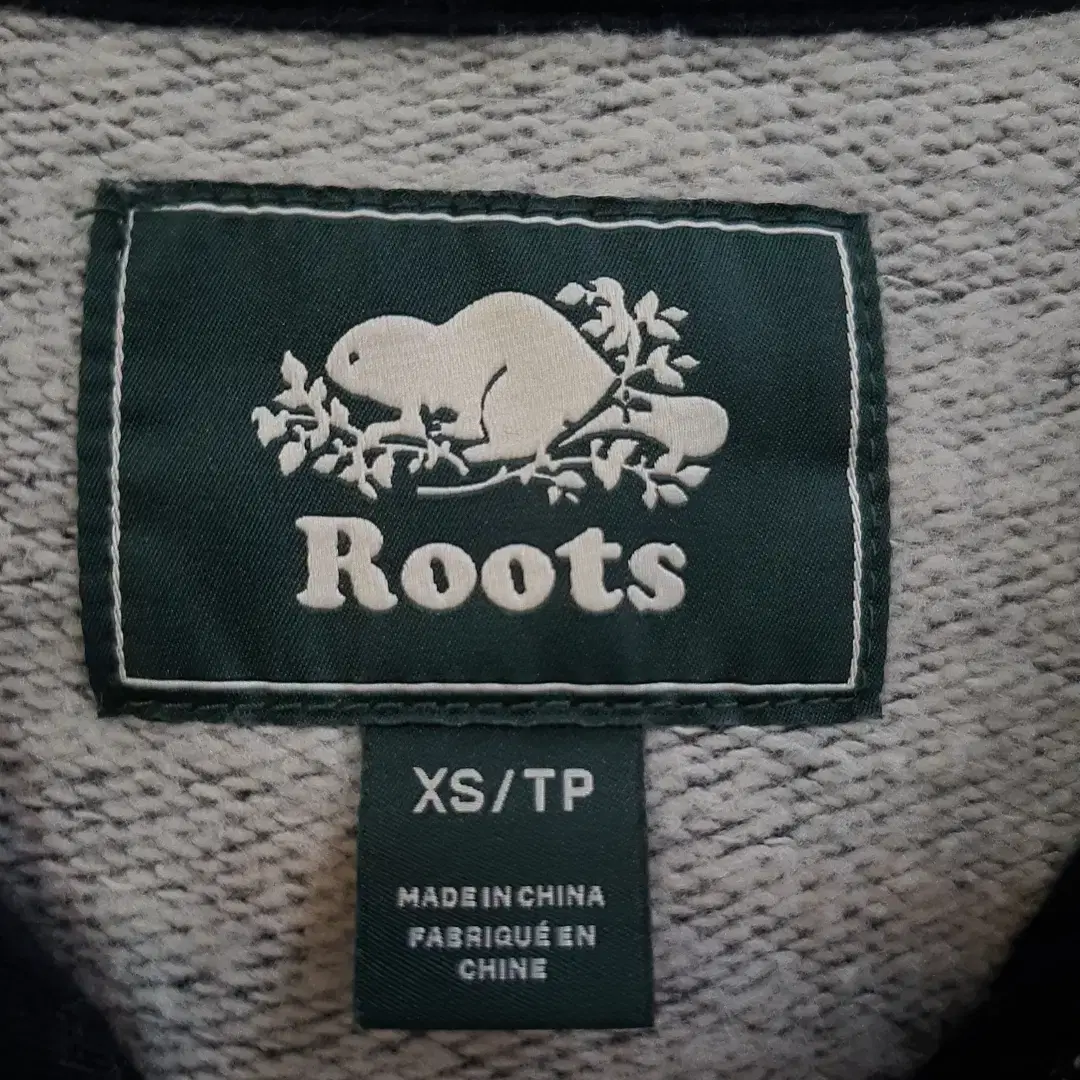 Roots
XS/TP
MADE IN CHINA
FABRIQUÉ EN
CHINE